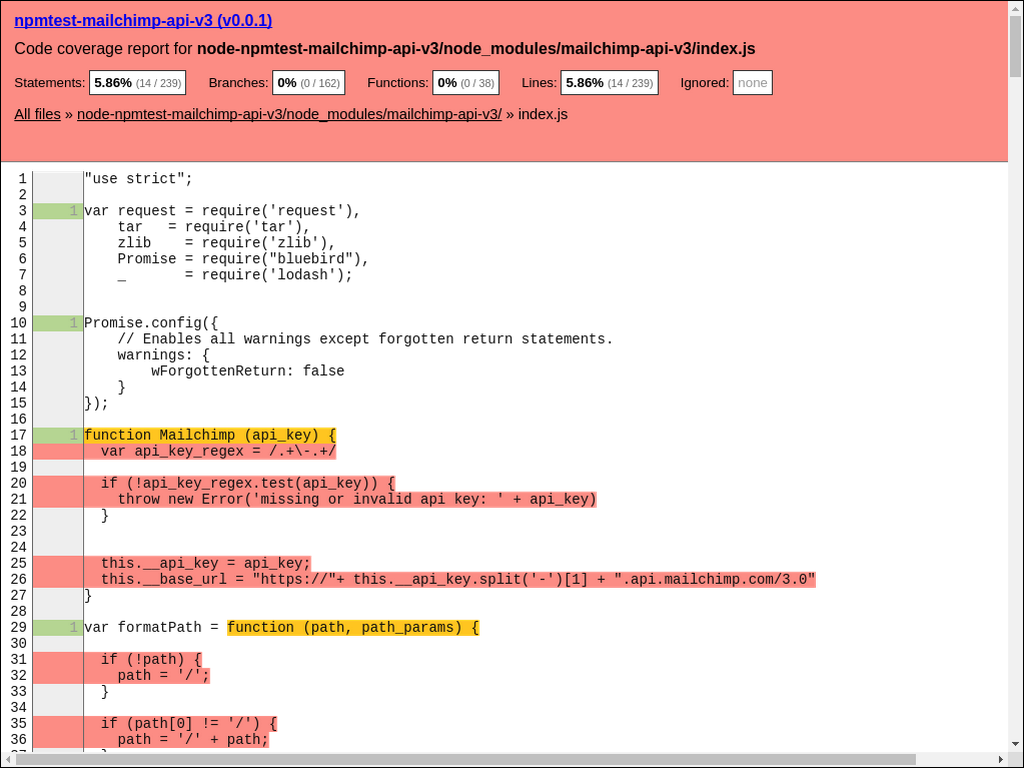 npmtest-mailchimp-api-v3 (v0.0.1)
Code coverage report for node-npmtest-mailchimp-api-v3/node_modules/mailchimp-api-v3/index.js
Statements: 5.86% (14 / 239) Branches: 0% (0 / 162) Functions: 0% (0 / 38) Lines: 5.86% (14 / 239) Ignored: none
All files » node-npmtest-mailchimp-api-v3/node_modules/mailchimp-api-v3/ » index.js
1 "use strict";
2
3 1 var request = require('request'),
4 tar   = require('tar'),
5 zlib    = require('zlib'),
6 Promise = require("bluebird"),
7 _       = require('lodash');
8
9
10 1 Promise.config({
11 // Enables all warnings except forgotten return statements.
12 warnings: {
13 wForgottenReturn: false
14 }
15 });
16
17 1 function Mailchimp (api_key) {
18 var api_key_regex = /.+\-.+/
19
20 if (!api_key_regex.test(api_key)) {
21 throw new Error('missing or invalid api key: ' + api_key)
22 }
23
24
25 this.__api_key = api_key;
26 this.__base_url = "https://"+ this.__api_key.split('-')[1] + ".api.mailchimp.com/3.0"
27 }
28
29 1 var formatPath = function (path, path_params) {
30
31 if (!path) {
32 path = '/';
33 }
34
35 if (path[0] != '/') {
36 path = '/' + path;